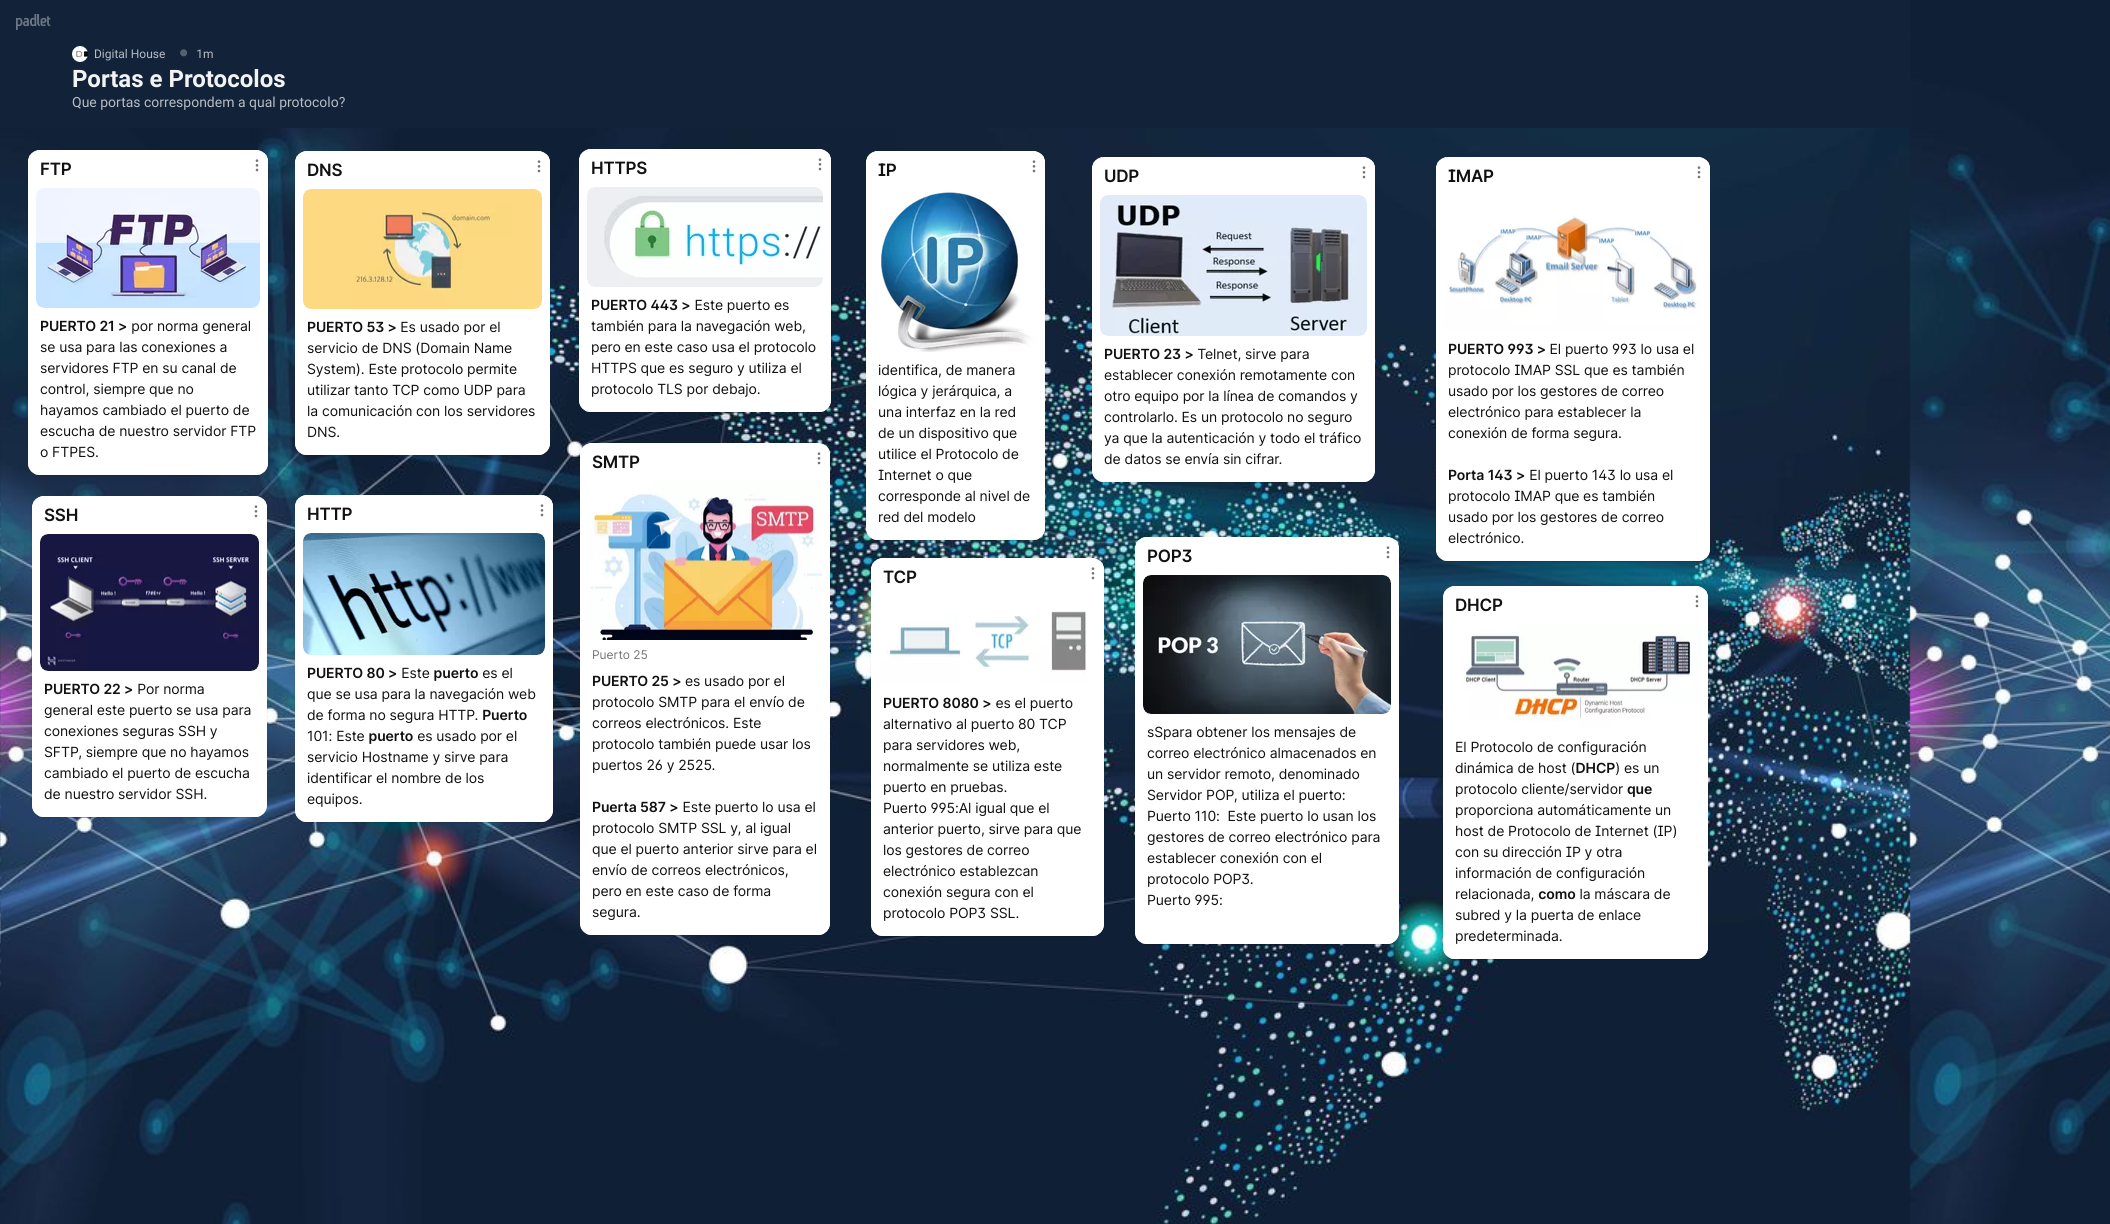 padlet
Digital House
1m
Portas e Protocolos
Que portas correspondem a qual protocolo?
FTP
FTP
PUERTO 21 > por norma general
se usa para las conexiones a
servidores FTP en su canal de
control, siempre que no
hayamos cambiado el puerto de
escucha de nuestro servidor FTP
o FTPES.
SSH
SSH CLIENT
SSH SERVER
Hello !
Hello !
PUERTO 22 > Por norma
general este puerto se usa para
conexiones seguras SSH y
SFTP, siempre que no hayamos
cambiado el puerto de escucha
de nuestro servidor SSH.
DNS
domain.com
216.3.128.12
PUERTO 53 > Es usado por el
servicio de DNS (Domain Name
System). Este protocolo permite
utilizar tanto TCP como UDP para
la comunicación con los servidores
DNS.
HTTP
http://www
PUERTO 80 > Este puerto es el
que se usa para la navegación web
de forma no segura HTTP. Puerto
101: Este puerto es usado por el
servicio Hostname y sirve para
identificar el nombre de los
equipos.
HTTPS
https://
PUERTO 443 > Este puerto es
también para la navegación web,
pero en este caso usa el protocolo
HTTPS que es seguro y utiliza el
protocolo TLS por debajo.
SMTP
SMTP
Puerto 25
PUERTO 25 > es usado por el
protocolo SMTP para el envío de
correos electrónicos. Este
protocolo también puede usar los
puertos 26 y 2525.
Puerta 587 > Este puerto lo usa el
protocolo SMTP SSL y, al igual
que el puerto anterior sirve para el
envío de correos electrónicos,
pero en este caso de forma
segura.
IP
IP
identifica, de manera
lógica y jerárquica, a
una interfaz en la red
de un dispositivo que
utilice el Protocolo de
Internet o que
corresponde al nivel de
red del modelo
TCP
TCP
PUERTO 8080 > es el puerto
alternativo al puerto 80 TCP
para servidores web,
normalmente se utiliza este
puerto en pruebas.
Puerto 995:Al igual que el
anterior puerto, sirve para que
los gestores de correo
electrónico establezcan
conexión segura con el
protocolo POP3 SSL.
UDP
UDP
Request
Response
Response
Client
Server
PUERTO 23 > Telnet, sirve para
establecer conexión remotamente con
otro equipo por la línea de comandos y
controlarlo. Es un protocolo no seguro
ya que la autenticación y todo el tráfico
de datos se envía sin cifrar.
POP3
POP 3
sSpara obtener los mensajes de
correo electrónico almacenados en
un servidor remoto, denominado
Servidor POP, utiliza el puerto:
Puerto 110:  Este puerto lo usan los
gestores de correo electrónico para
establecer conexión con el
protocolo POP3.
Puerto 995:
IMAP
IMAP
IMAP
IMAP
IMAP
Email Server
SmartPhone
Desktop PC
Tablet
Desktop PC
PUERTO 993 > El puerto 993 lo usa el
protocolo IMAP SSL que es también
usado por los gestores de correo
electrónico para establecer la
conexión de forma segura.
Porta 143 > El puerto 143 lo usa el
protocolo IMAP que es también
usado por los gestores de correo
electrónico.
DHCP
DHCP Client
Router
DHCP Server
DHCP
Dynamic Host
Configuration Protocol
El Protocolo de configuración
dinámica de host (DHCP) es un
protocolo cliente/servidor que
proporciona automáticamente un
host de Protocolo de Internet (IP)
con su dirección IP y otra
información de configuración
relacionada, como la máscara de
subred y la puerta de enlace
predeterminada.